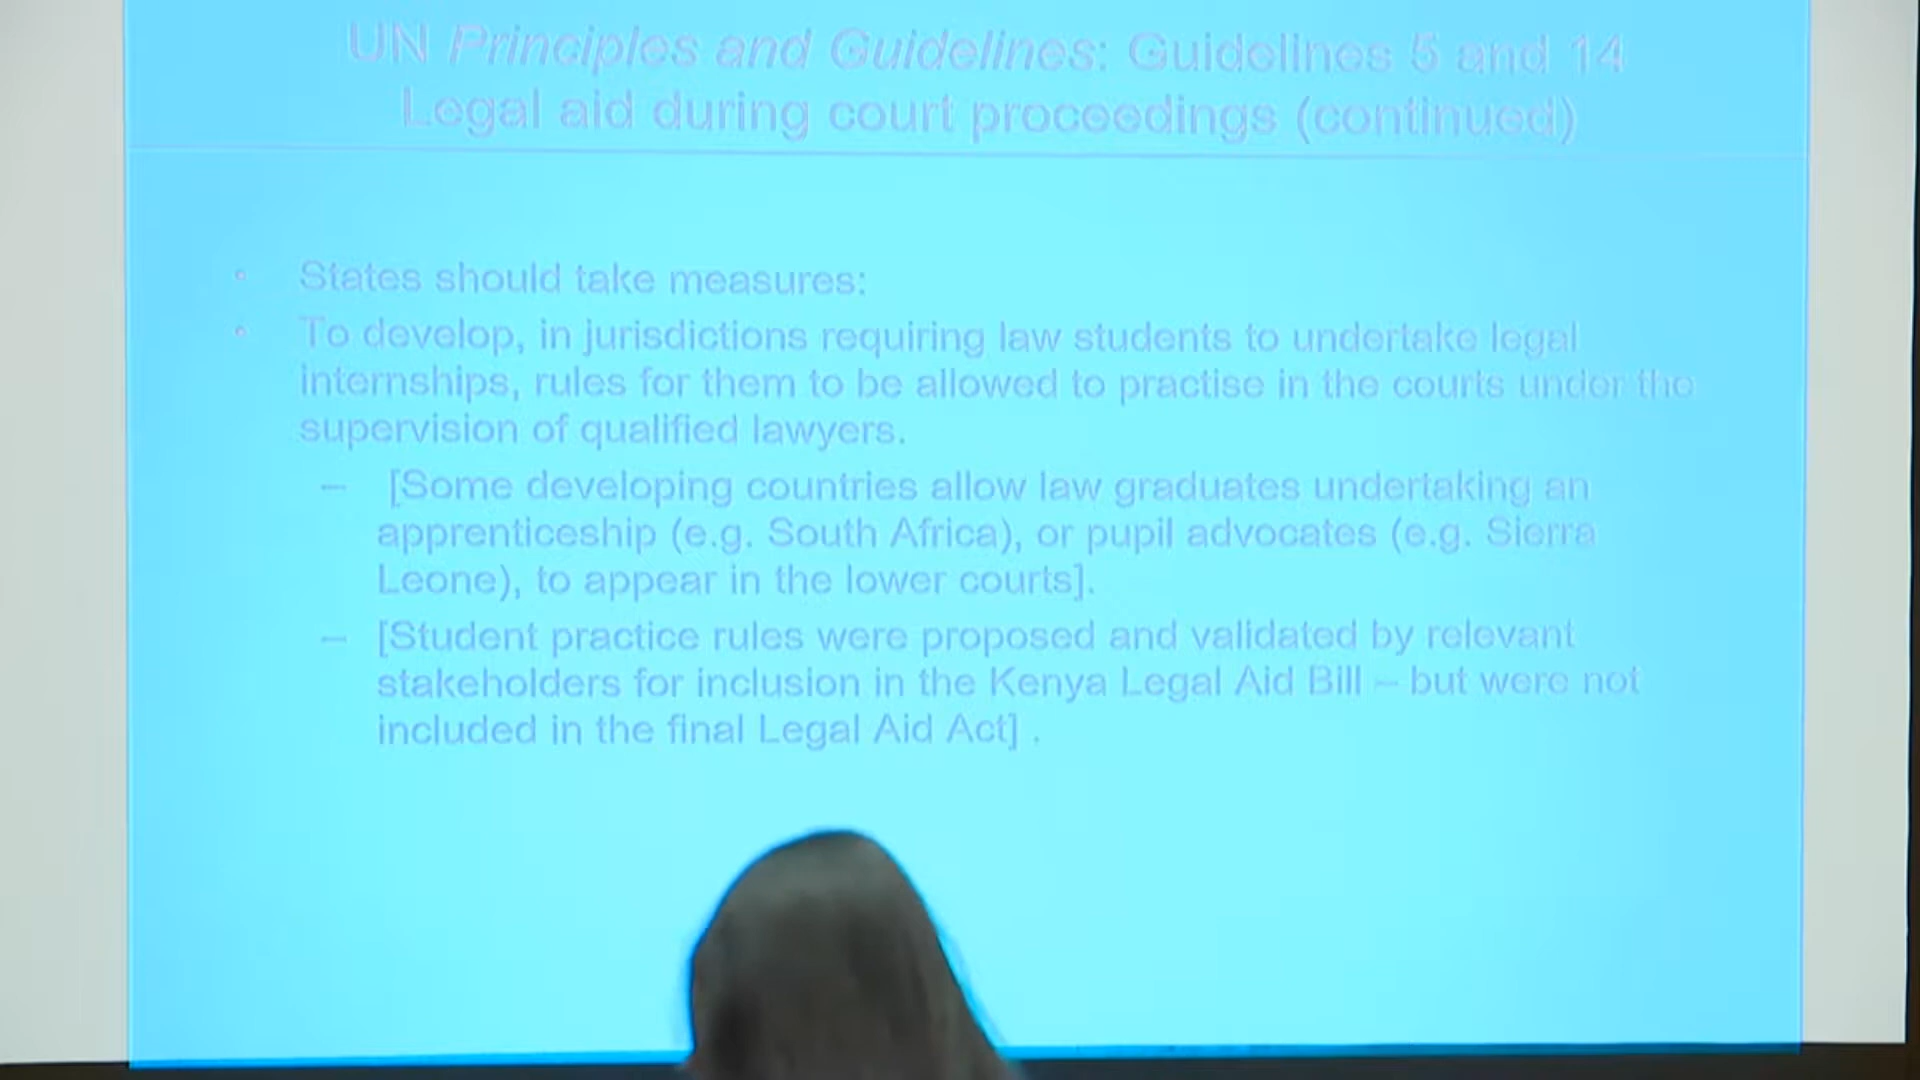 UN Principles and Guidelines: Guidelines 5 and 14
Legal aid during court proceedings (continued)
• States should take measures:
• To develop, in jurisdictions requiring law students to undertake legal
internships, rules for them to be allowed to practise in the courts under the
supervision of qualified lawyers.
– [Some developing countries allow law graduates undertaking an
apprenticeship (e.g. South Africa), or pupil advocates (e.g. Sierra
Leone), to appear in the lower courts].
– [Student practice rules were proposed and validated by relevant
stakeholders for inclusion in the Kenya Legal Aid Bill – but were not
included in the final Legal Aid Act] .